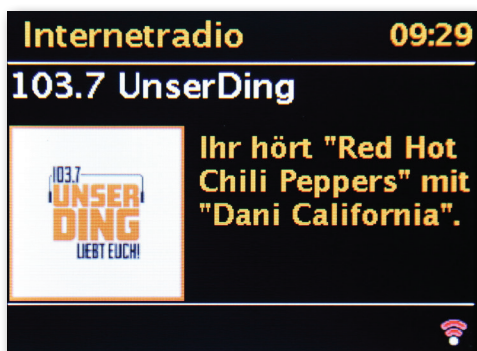 Internetradio 09:29
103.7 UnserDing
103.7
UNSER
DING
LIEBT EUCH!
Ihr hört "Red Hot
Chili Peppers" mit
"Dani California".